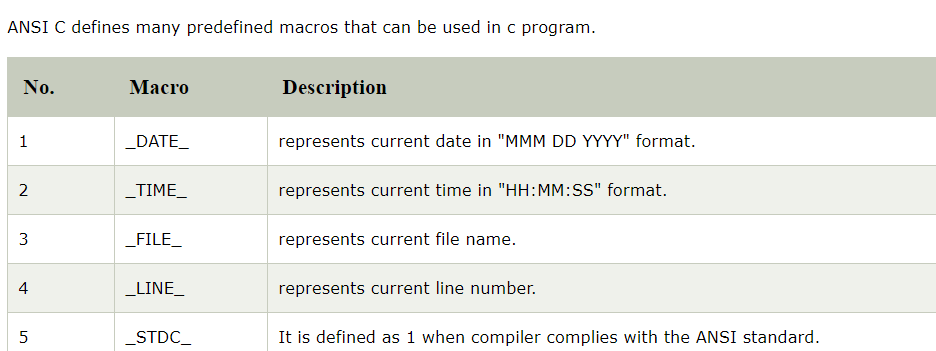 ANSI C defines many predefined macros that can be used in c program.
No. Macro Description
1 _DATE_ represents current date in "MMM DD YYYY" format.
2 _TIME_ represents current time in "HH:MM:SS" format.
3 _FILE_ represents current file name.
4 _LINE_ represents current line number.
5 _STDC_ It is defined as 1 when compiler complies with the ANSI standard.